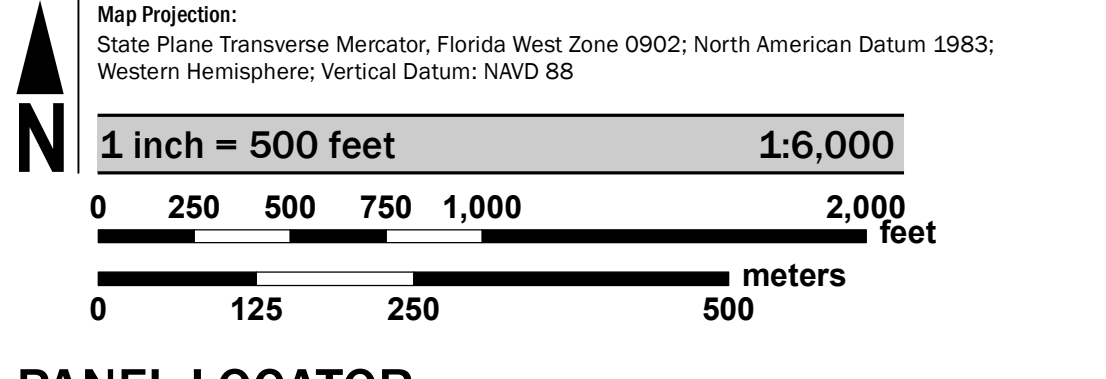 N
Map Projection:
State Plane Transverse Mercator, Florida West Zone 0902; North American Datum 1983;
Western Hemisphere; Vertical Datum: NAVD 88
1 inch = 500 feet 1:6,000
0 250 500 750 1,000 2,000
feet
meters
0 125 250 500
PANEL LOCATOR